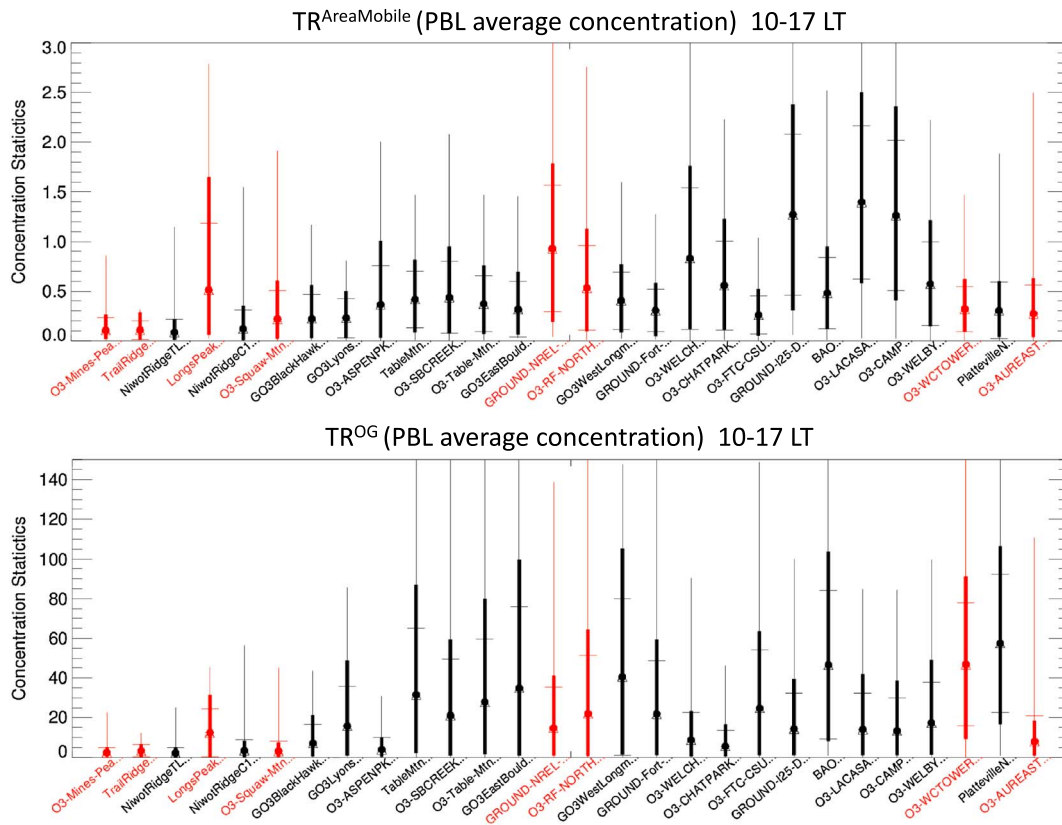 TR^AreaMobile (PBL average concentration) 10-17 LT
3.0
2.5
2.0
1.5
1.0
0.5
0.0
Concentration Statictics
O3-Mines-Pea...
TrailRidge...
NiwotRidgeTL...
LongsPeak...
NiwotRidgeC1...
O3-Squaw-Mtn...
GO3BlackHawk...
GO3Lyons...
O3-ASPENPK...
TableMtn...
O3-SBCREEK...
O3-Table-Mtn...
GO3EastBould...
GROUND-NREL-...
O3-RF-NORTH...
GO3WestLongm...
GROUND-Fort-...
O3-WELCH...
O3-CHATPARK...
O3-FTC-CSU...
GROUND-I25-D...
BAO...
O3-LACASA...
O3-CAMP...
O3-WELBY...
O3-WCTOWER...
PlattevilleN...
O3-AUREAST...
TR^OG (PBL average concentration) 10-17 LT
140
120
100
80
60
40
20
0
Concentration Statictics
O3-Mines-Pea...
TrailRidge...
NiwotRidgeTL...
LongsPeak...
NiwotRidgeC1...
O3-Squaw-Mtn...
GO3BlackHawk...
GO3Lyons...
O3-ASPENPK...
TableMtn...
O3-SBCREEK...
O3-Table-Mtn...
GO3EastBould...
GROUND-NREL-...
O3-RF-NORTH...
GO3WestLongm...
GROUND-Fort-...
O3-WELCH...
O3-CHATPARK...
O3-FTC-CSU...
GROUND-I25-D...
BAO...
O3-LACASA...
O3-CAMP...
O3-WELBY...
O3-WCTOWER...
PlattevilleN...
O3-AUREAST...